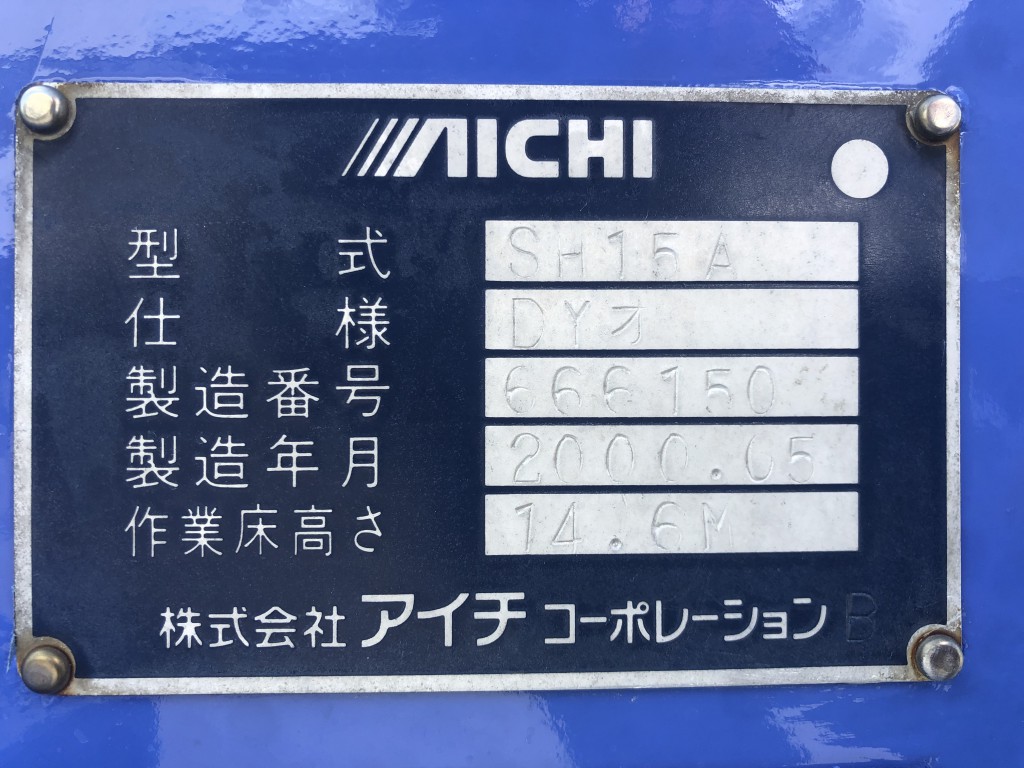 AICHI
型式 SH15A
仕様 DYオ
製造番号 666150
製造年月 2000.05
作業床高さ 14.6M
株式会社アイチコーポレーション B